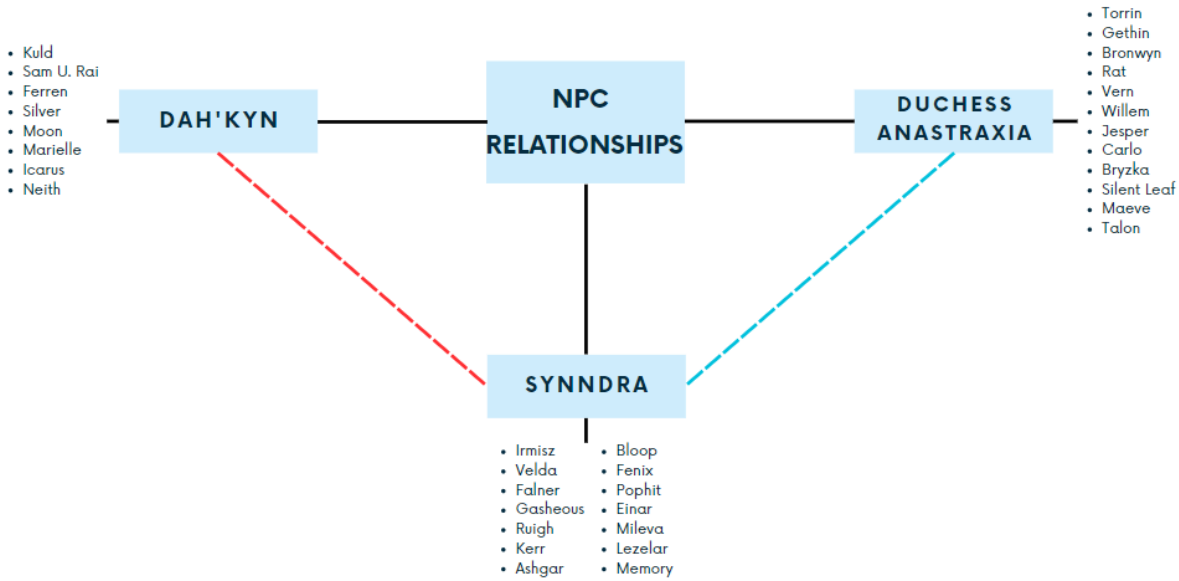 NPC
RELATIONSHIPS
DAH'KYN
Kuld
Sam U. Rai
Ferren
Silver
Moon
Marielle
Icarus
Neith
DUCHESS
ANASTRAXIA
Torrin
Gethin
Bronwyn
Rat
Vern
Willem
Jesper
Carlo
Bryzka
Silent Leaf
Maeve
Talon
SYNNDRA
Irmisz
Velda
Falner
Gasheous
Ruigh
Kerr
Ashgar
Bloop
Fenix
Pophit
Einar
Mileva
Lezelar
Memory